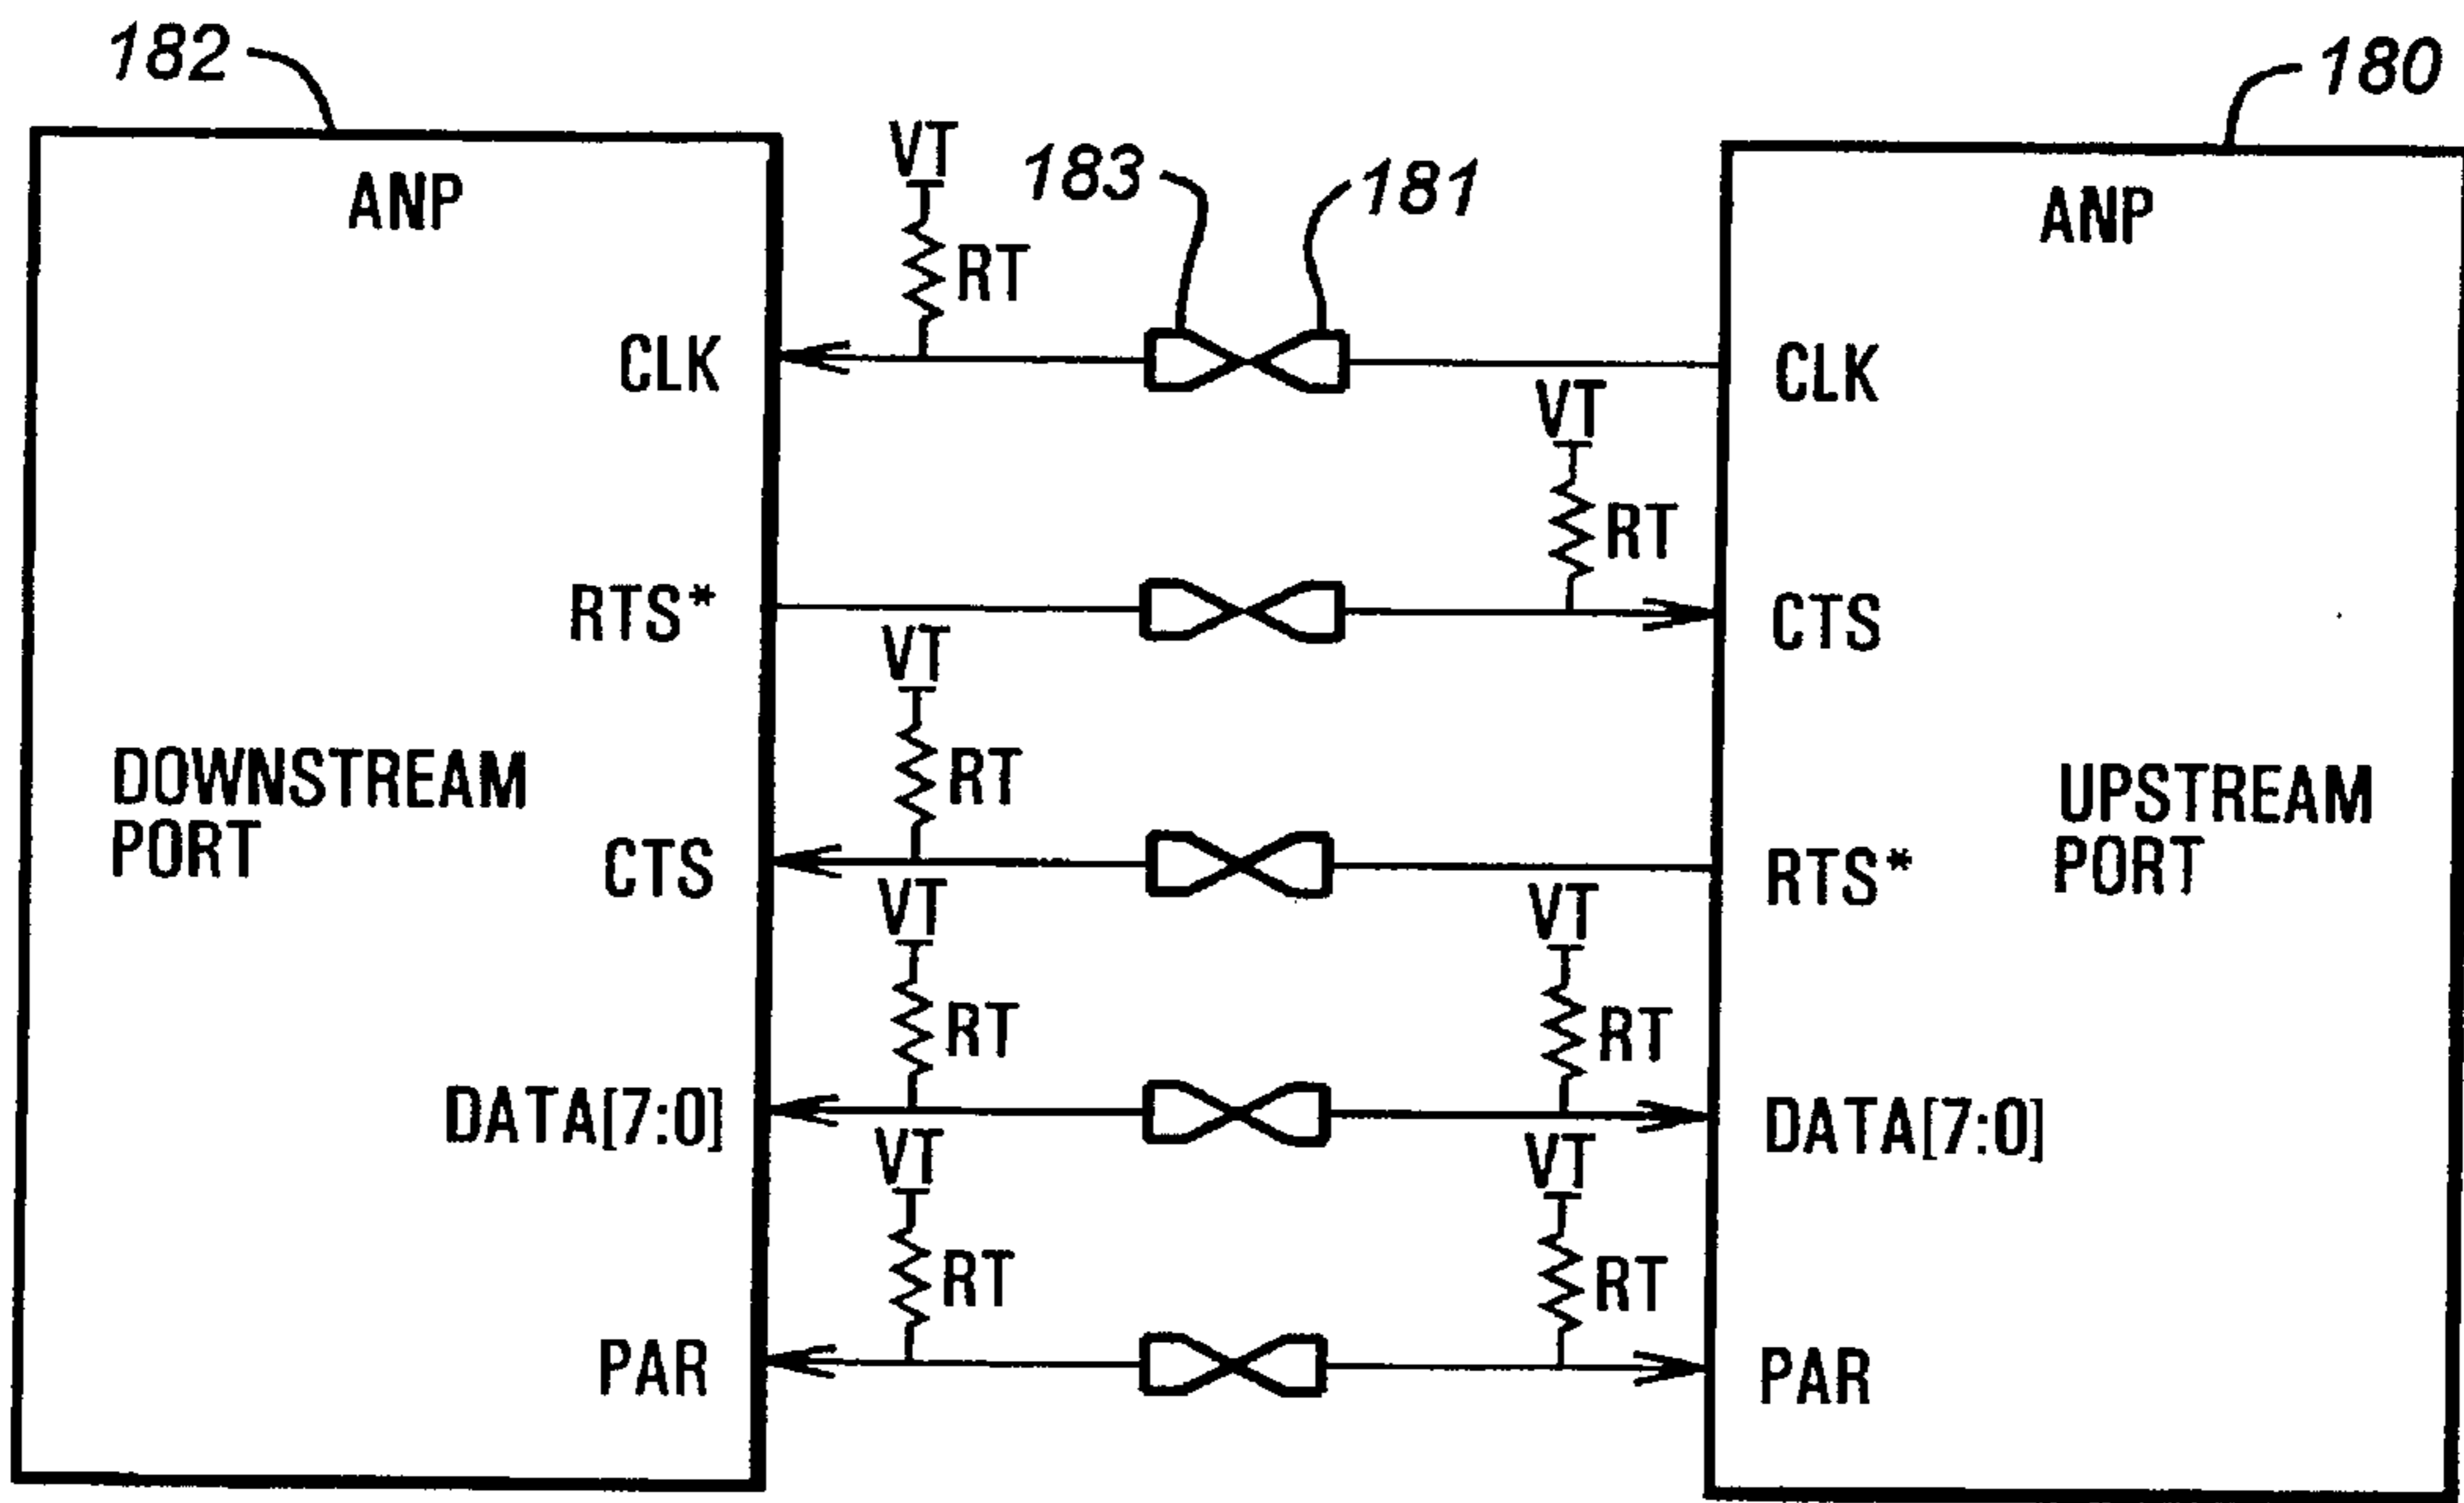 182
180
VT
183
181
ANP
ANP
RT
CLK
CLK
VT
RT
RTS*
CTS
VT
RT
DOWNSTREAM
PORT
UPSTREAM
PORT
CTS
RTS*
VT
VT
RT
RT
DATA[7:0]
DATA[7:0]
VT
VT
RT
RT
PAR
PAR